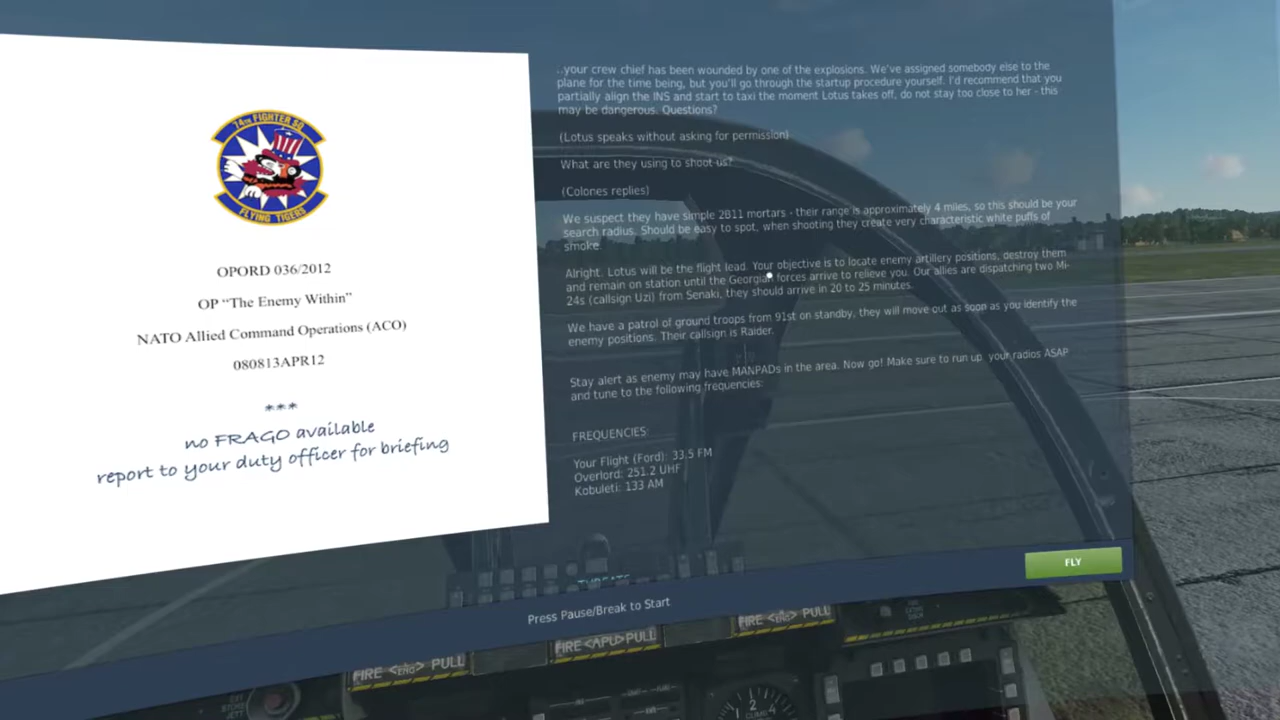 74TH FIGHTER SQ
FLYING TIGERS
OPORD 036/2012
OP “The Enemy Within”
NATO Allied Command Operations (ACO)
080813APR12
***
no FRAGO available
report to your duty officer for briefing
..your crew chief has been wounded by one of the explosions. We've assigned somebody else to the
plane for the time being, but you'll go through the startup procedure yourself. I'd recommend that you
partially align the INS and start to taxi the moment Lotus takes off, do not stay too close to her - this
may be dangerous. Questions?
(Lotus speaks without asking for permission)
What are they using to shoot us?
(Colones replies)
We suspect they have simple 2B11 mortars - their range is approximately 4 miles, so this should be your
search radius. Should be easy to spot, when shooting they create very characteristic white puffs of
smoke.
Alright. Lotus will be the flight lead. Your objective is to locate enemy artillery positions, destroy them
and remain on station until the Georgian forces arrive to relieve you. Our allies are dispatching two Mi-
24s (callsign Uzi) from Senaki, they should arrive in 20 to 25 minutes.
We have a patrol of ground troops from 91st on standby, they will move out as soon as you identify the
enemy positions. Their callsign is Raider.
Stay alert as enemy may have MANPADs in the area. Now go! Make sure to run up your radios ASAP
and tune to the following frequencies:
FREQUENCIES:
Your Flight (Ford): 33.5 FM
Overlord: 251.2 UHF
Kobuleti: 133 AM
THREATS
FLY
Press Pause/Break to Start
FIRE <ENG> PULL
FIRE <APU> PULL
FIRE <ENG> PULL
EXT
STORES
JETT
2
1